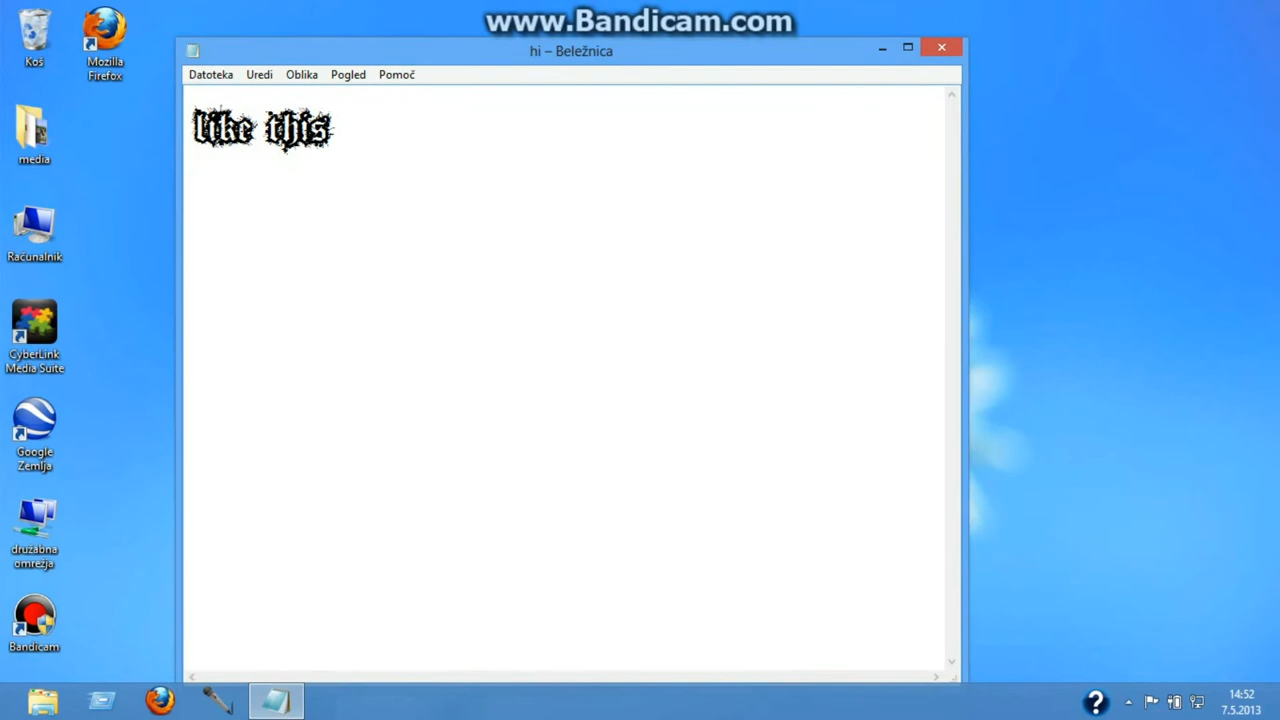 www.Bandicam.com
Koš
Mozilla
Firefox
hi – Beležnica
Datoteka Uredi Oblika Pogled Pomoč
like this
media
Računalnik
CyberLink
Media Suite
Google
Zemlja
družabna
omrežja
Bandicam
?
14:52
7.5.2013